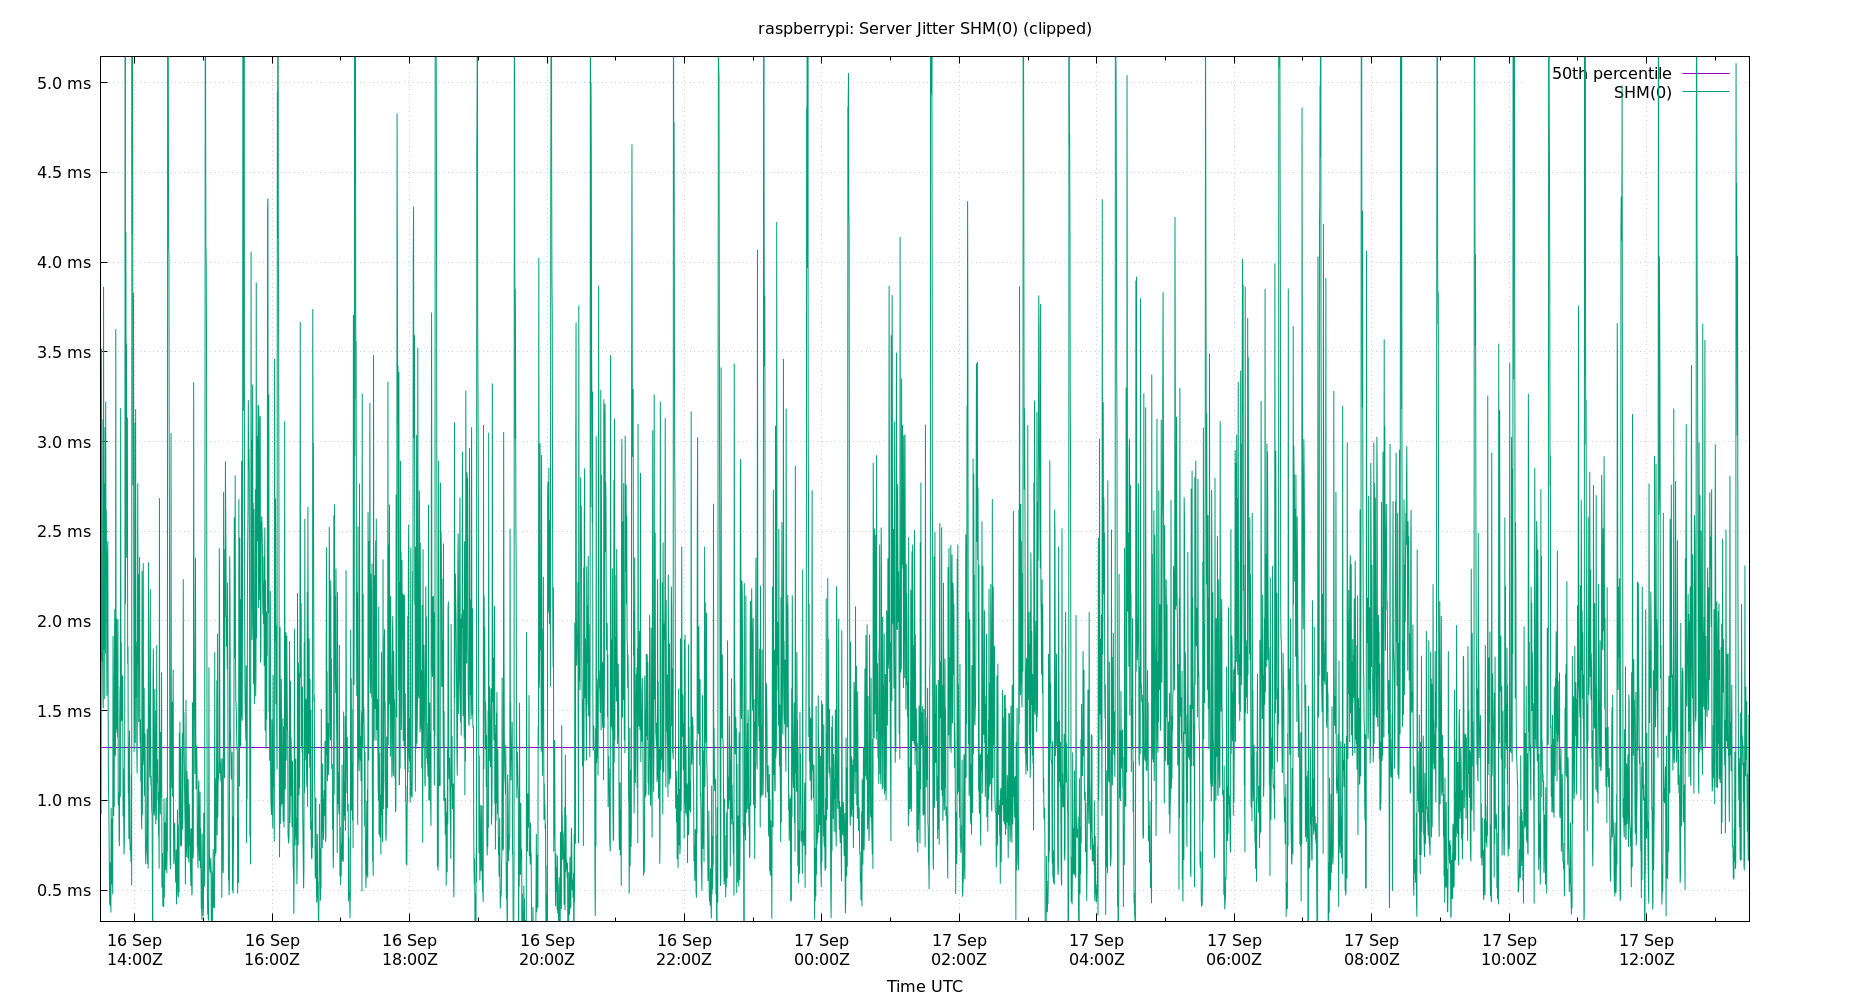 raspberrypi: Server Jitter SHM(0) (clipped)
50th percentile
SHM(0)
5.0 ms
4.5 ms
4.0 ms
3.5 ms
3.0 ms
2.5 ms
2.0 ms
1.5 ms
1.0 ms
0.5 ms
16 Sep 16 Sep 16 Sep 16 Sep 16 Sep 17 Sep 17 Sep 17 Sep 17 Sep 17 Sep 17 Sep 17 Sep
14:00Z 16:00Z 18:00Z 20:00Z 22:00Z 00:00Z 02:00Z 04:00Z 06:00Z 08:00Z 10:00Z 12:00Z
Time UTC